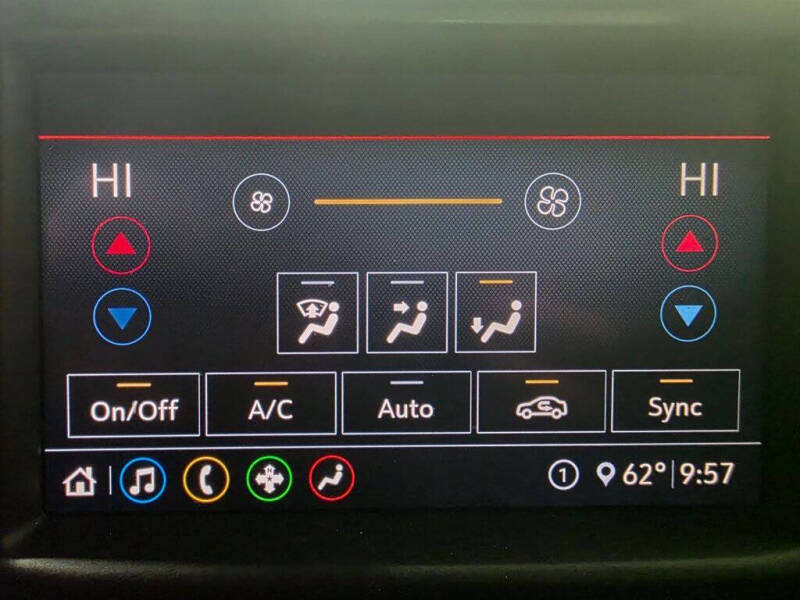 HI HI
On/Off A/C Auto Sync
1 62° 9:57